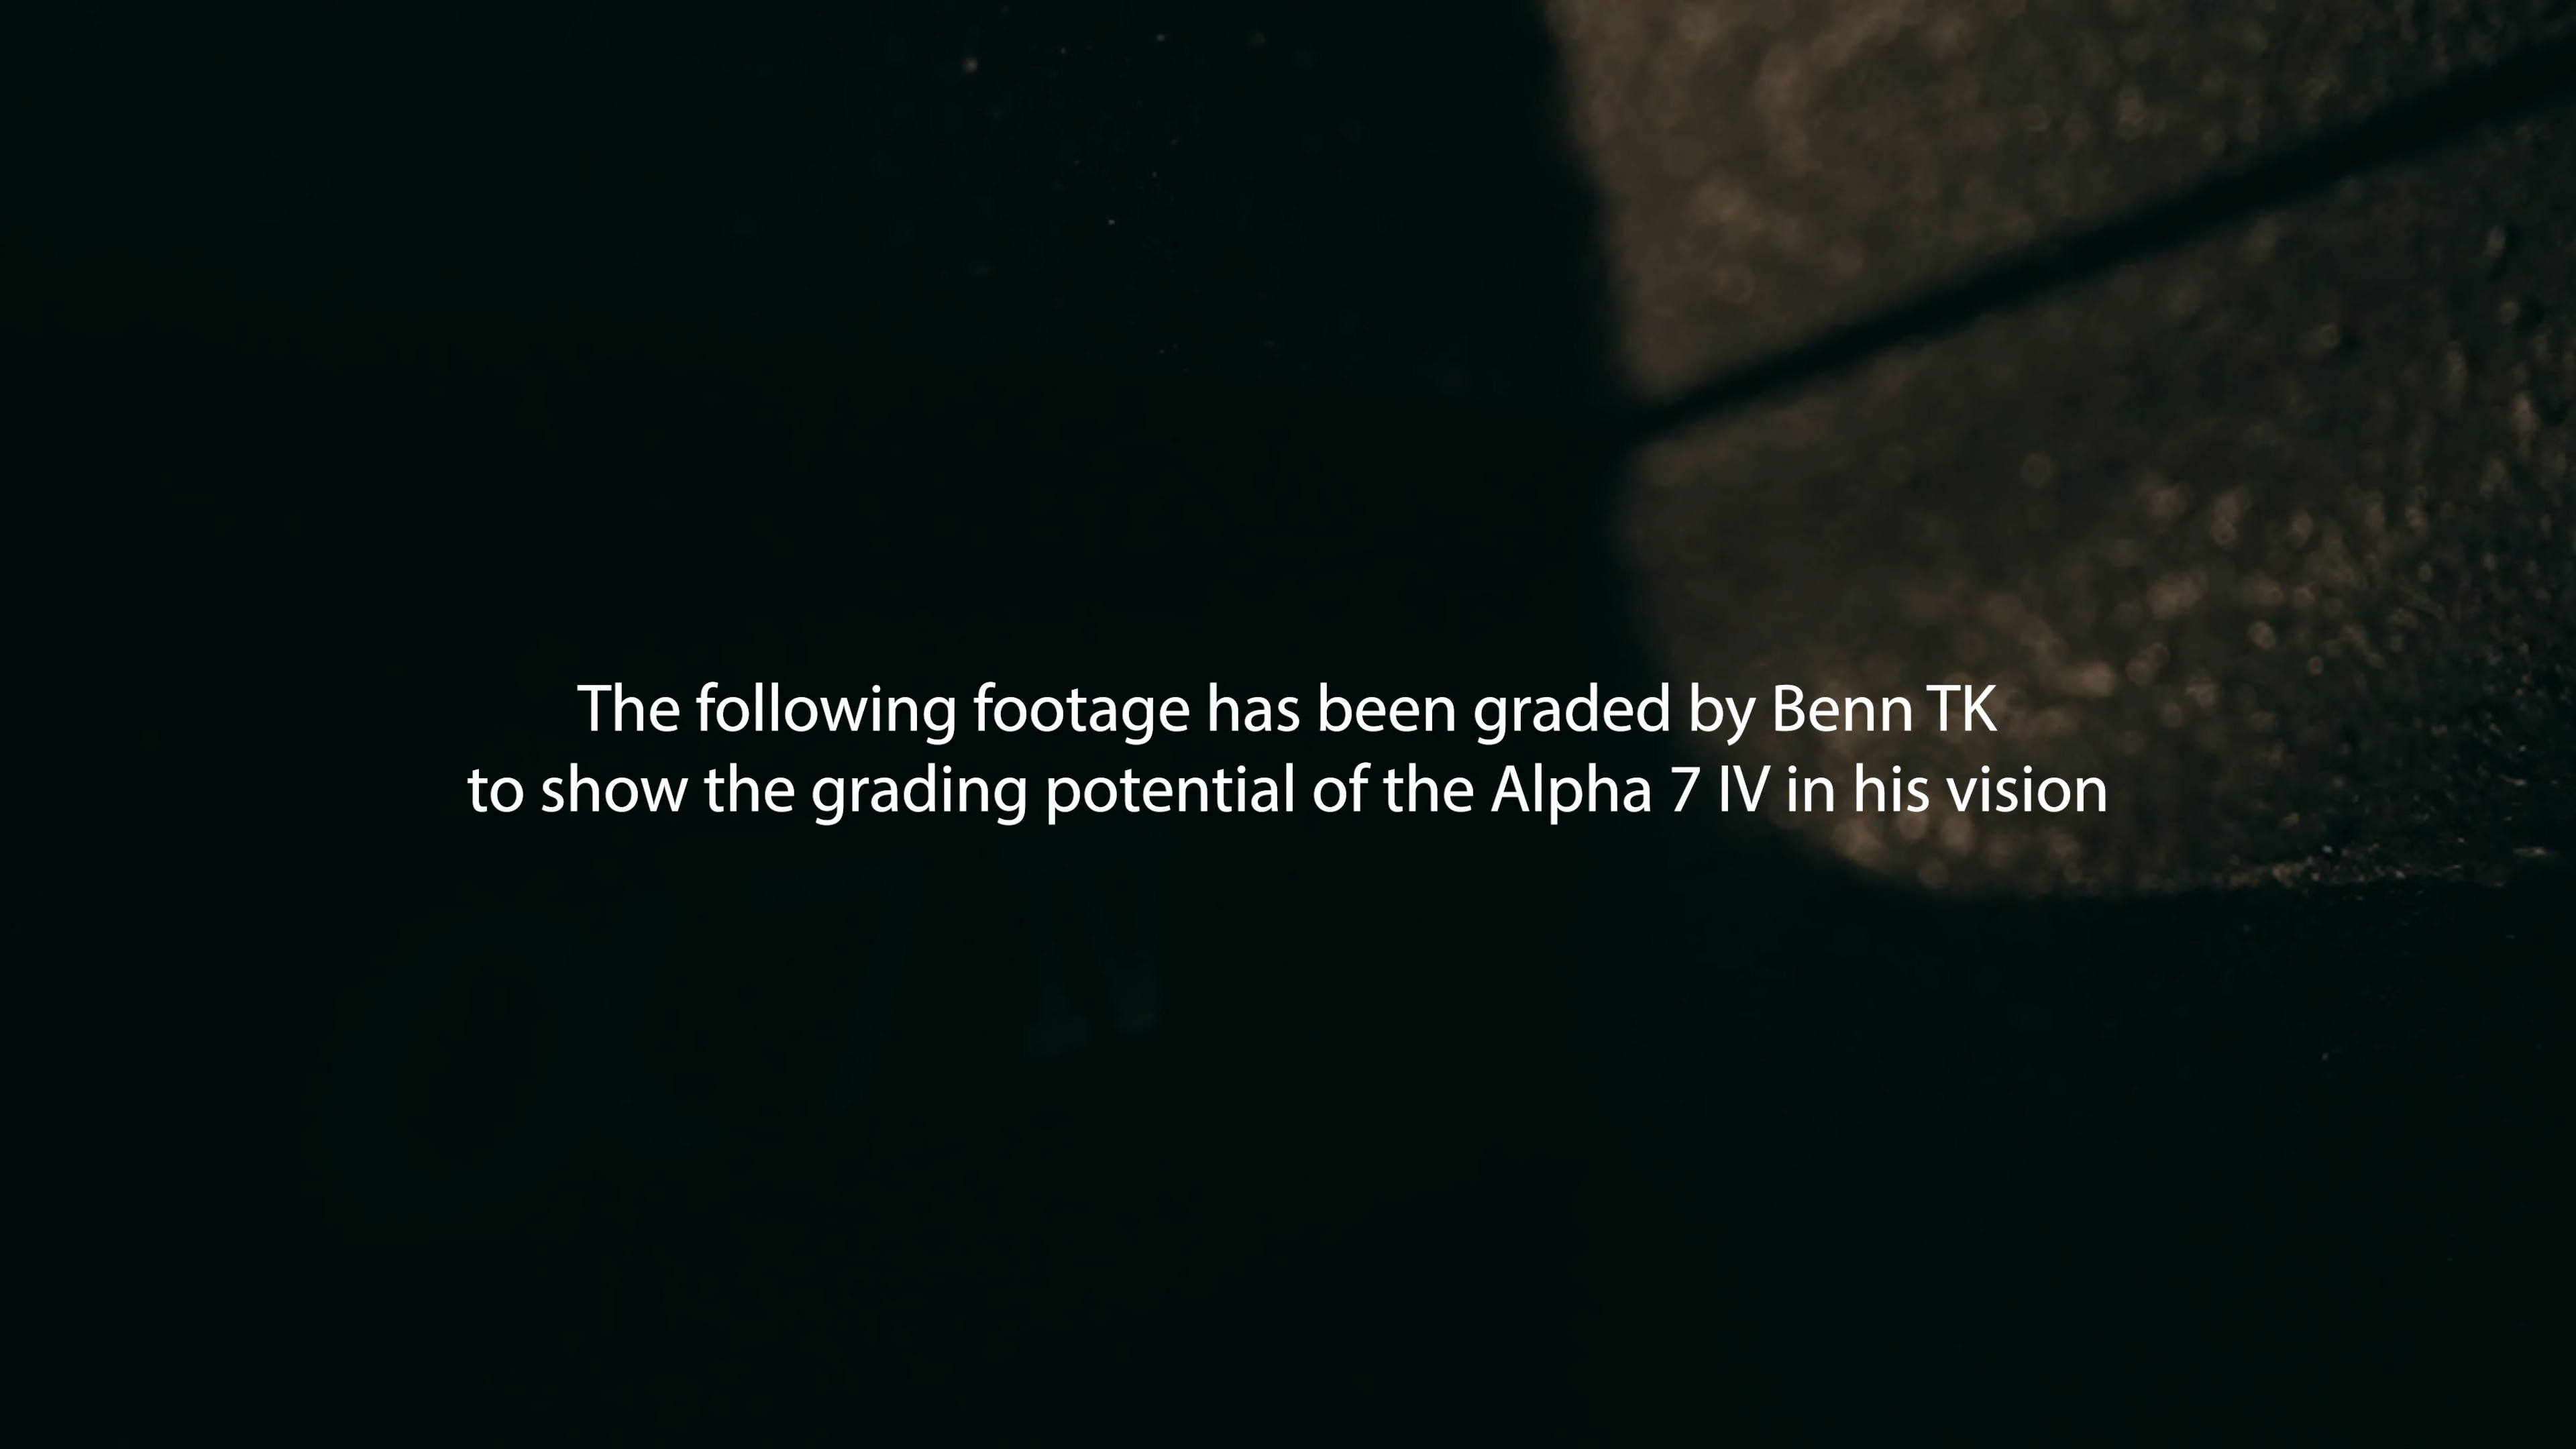 The following footage has been graded by Benn TK
to show the grading potential of the Alpha 7 IV in his vision